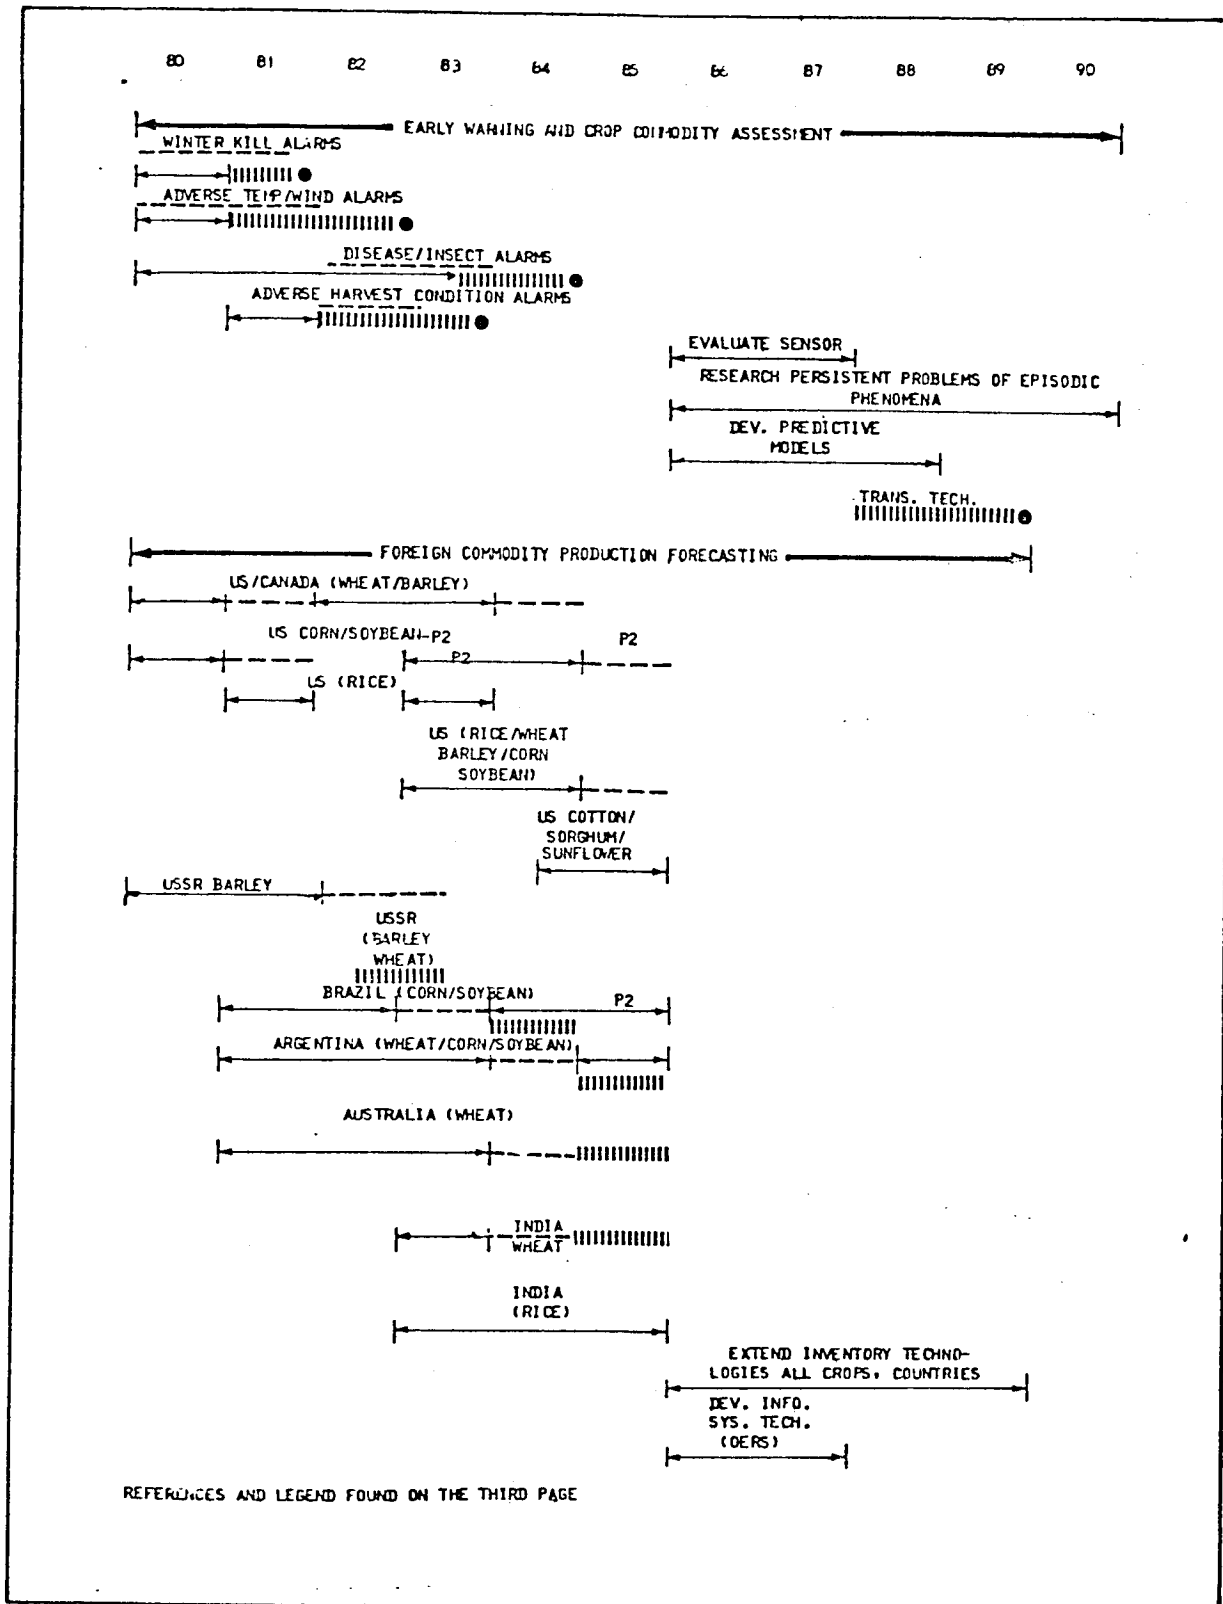 80 81 82 83 84 85 86 87 88 89 90
EARLY WARNING AND CROP COMMODITY ASSESSMENT
WINTER KILL ALARMS
ADVERSE TEMP/WIND ALARMS
DISEASE/INSECT ALARMS
ADVERSE HARVEST CONDITION ALARMS
EVALUATE SENSOR
RESEARCH PERSISTENT PROBLEMS OF EPISODIC
PHENOMENA
DEV. PREDICTIVE
MODELS
TRANS. TECH.
FOREIGN COMMODITY PRODUCTION FORECASTING
US/CANADA (WHEAT/BARLEY)
US CORN/SOYBEAN-P2
P2
P2
US (RICE)
US (RICE/WHEAT
BARLEY/CORN
SOYBEAN)
US COTTON/
SORGHUM/
SUNFLOWER
USSR BARLEY
USSR
(BARLEY
WHEAT)
BRAZIL (CORN/SOYBEAN)
P2
ARGENTINA (WHEAT/CORN/SOYBEAN)
AUSTRALIA (WHEAT)
INDIA
WHEAT
INDIA
(RICE)
EXTEND INVENTORY TECHNO-
LOGIES ALL CROPS, COUNTRIES
DEV. INFO.
SYS. TECH.
(OERS)
REFERENCES AND LEGEND FOUND ON THE THIRD PAGE